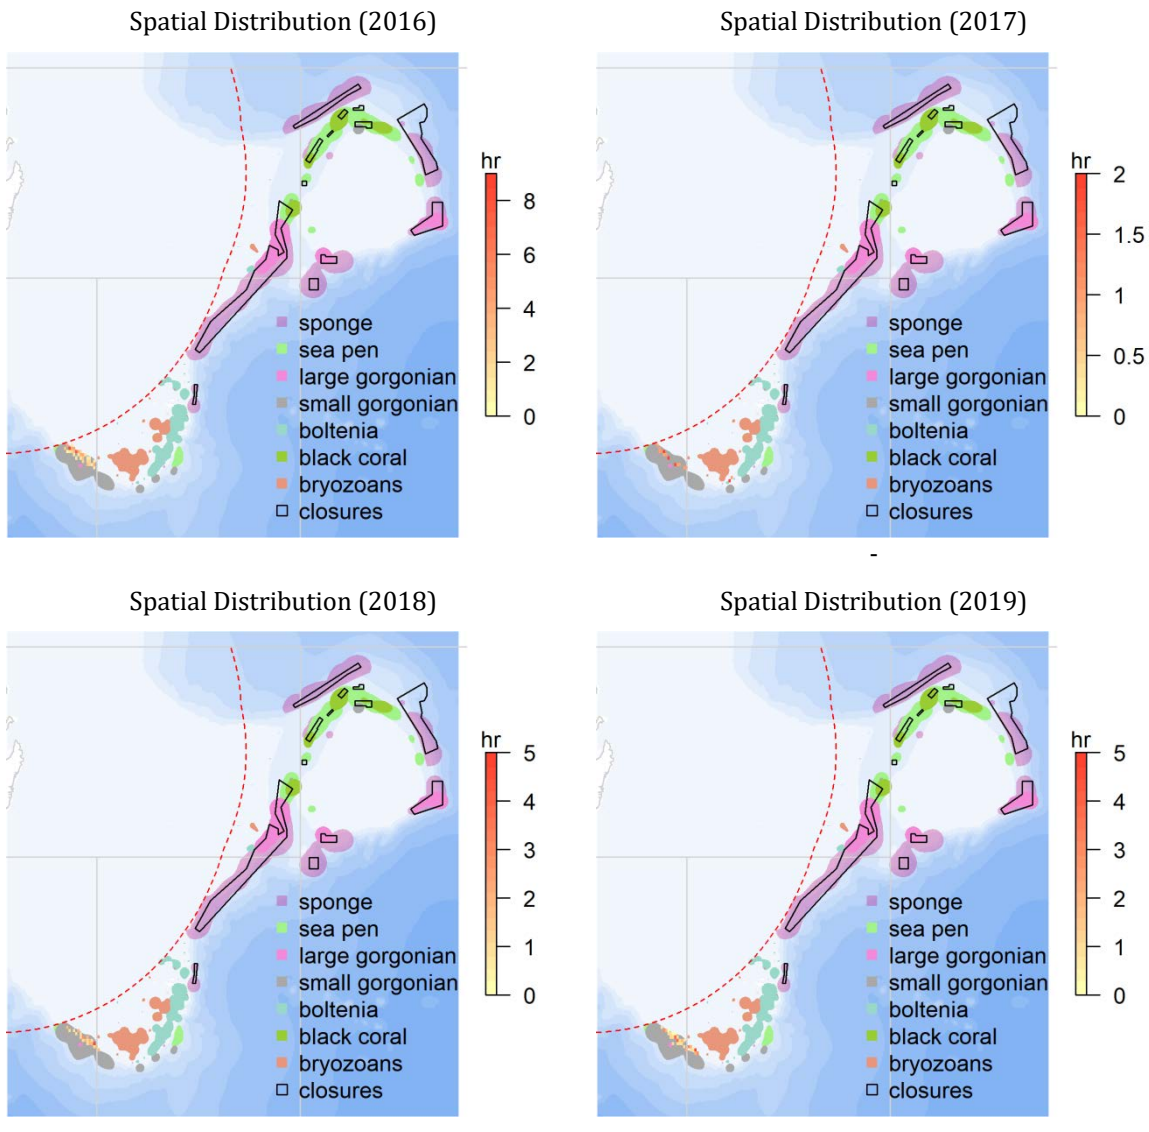 Spatial Distribution (2016)
hr
8
6
4
2
0
sponge
sea pen
large gorgonian
small gorgonian
boltenia
black coral
bryozoans
closures
Spatial Distribution (2017)
hr
2
1.5
1
0.5
0
sponge
sea pen
large gorgonian
small gorgonian
boltenia
black coral
bryozoans
closures
-
Spatial Distribution (2018)
hr
5
4
3
2
1
0
sponge
sea pen
large gorgonian
small gorgonian
boltenia
black coral
bryozoans
closures
Spatial Distribution (2019)
hr
5
4
3
2
1
0
sponge
sea pen
large gorgonian
small gorgonian
boltenia
black coral
bryozoans
closures